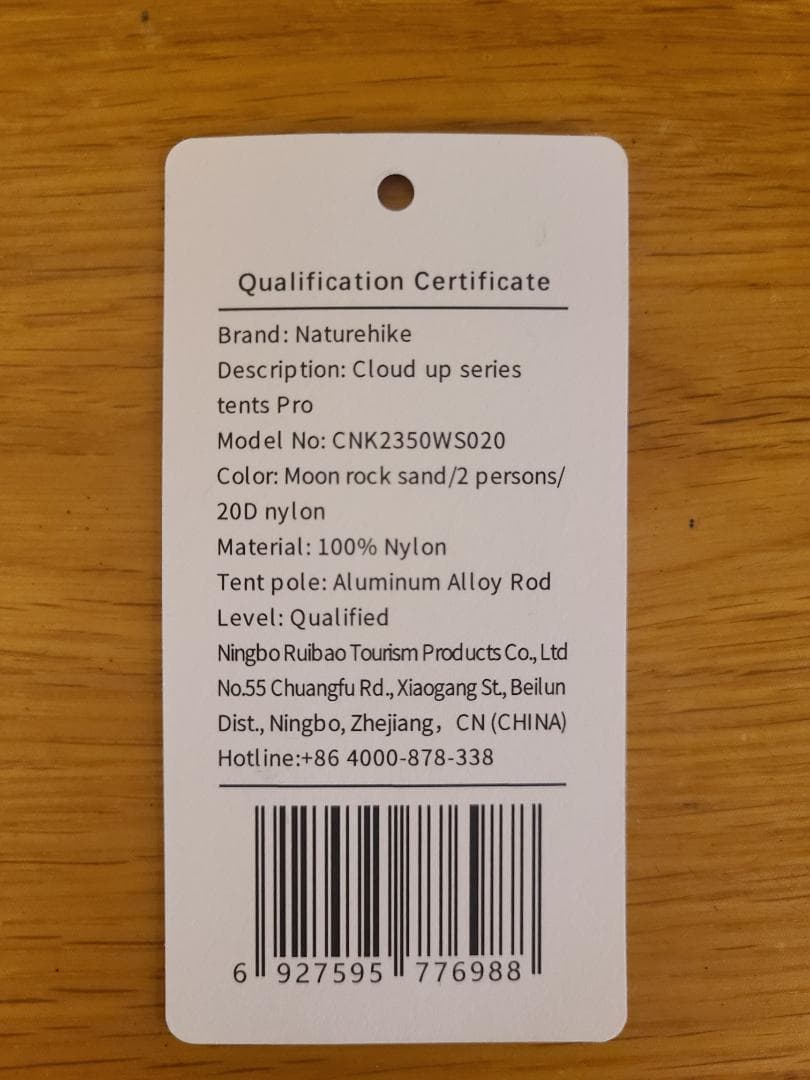 Qualification Certificate
Brand: Naturehike
Description: Cloud up series
tents Pro
Model No: CNK2350WS020
Color: Moon rock sand/2 persons/
20D nylon
Material: 100% Nylon
Tent pole: Aluminum Alloy Rod
Level: Qualified
Ningbo Ruibao Tourism Products Co., Ltd
No.55 Chuangfu Rd., Xiaogang St., Beilun
Dist., Ningbo, Zhejiang，CN (CHINA)
Hotline:+86 4000-878-338
6 927595 776988